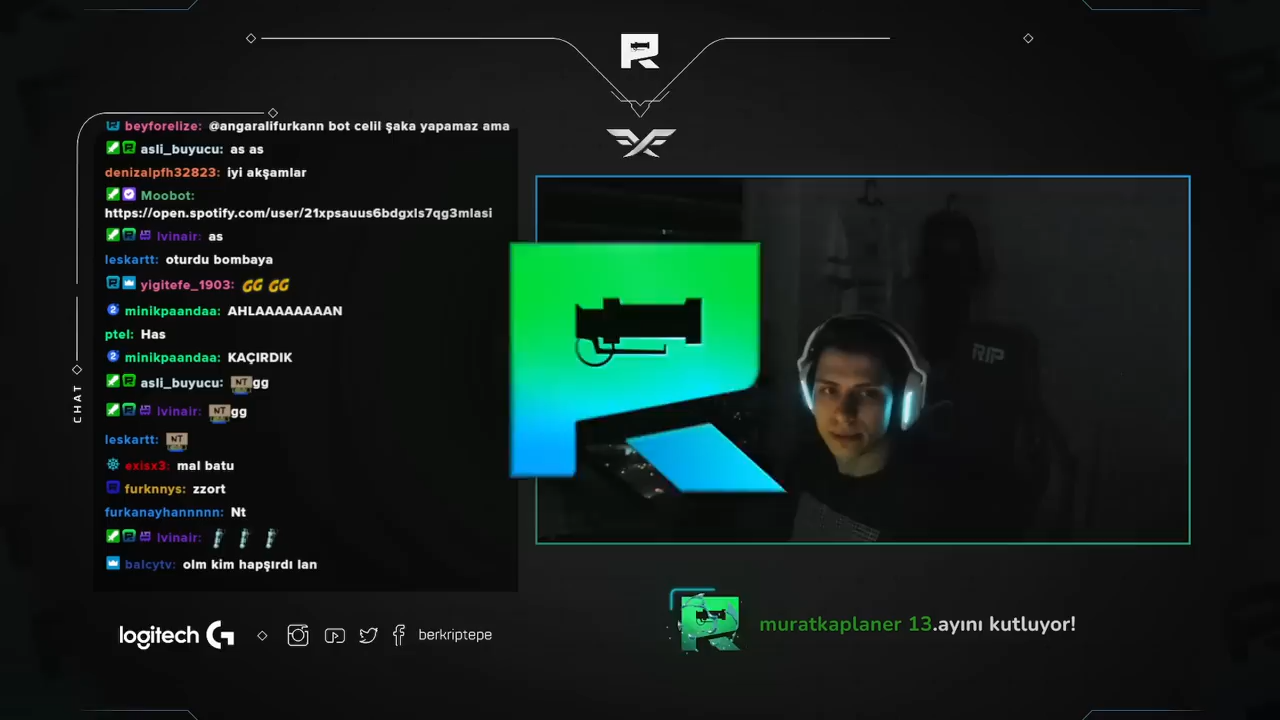 beyforelize: @angaralifurkann bot celil şaka yapamaz ama
asli_buyucu: as as
denizalpfh32823: iyi akşamlar
Moobot:
https://open.spotify.com/user/21xpsauus6bdgxls7qg3mlasi
lvinair: as
leskartt: oturdu bombaya
yigitefe_1903: GG GG
minikpaandaa: AHLAAAAAAAAN
ptel: Has
minikpaandaa: KAÇIRDIK
asli_buyucu: NT gg
lvinair: NT gg
leskartt: NT
exisx3: mal batu
furknnys: zzort
furkanayhannnnn: Nt
lvinair:
balcytv: olm kim hapşırdı lan
CHAT
RIP
logitech G
berkriptepe
muratkaplaner 13.ayını kutluyor!